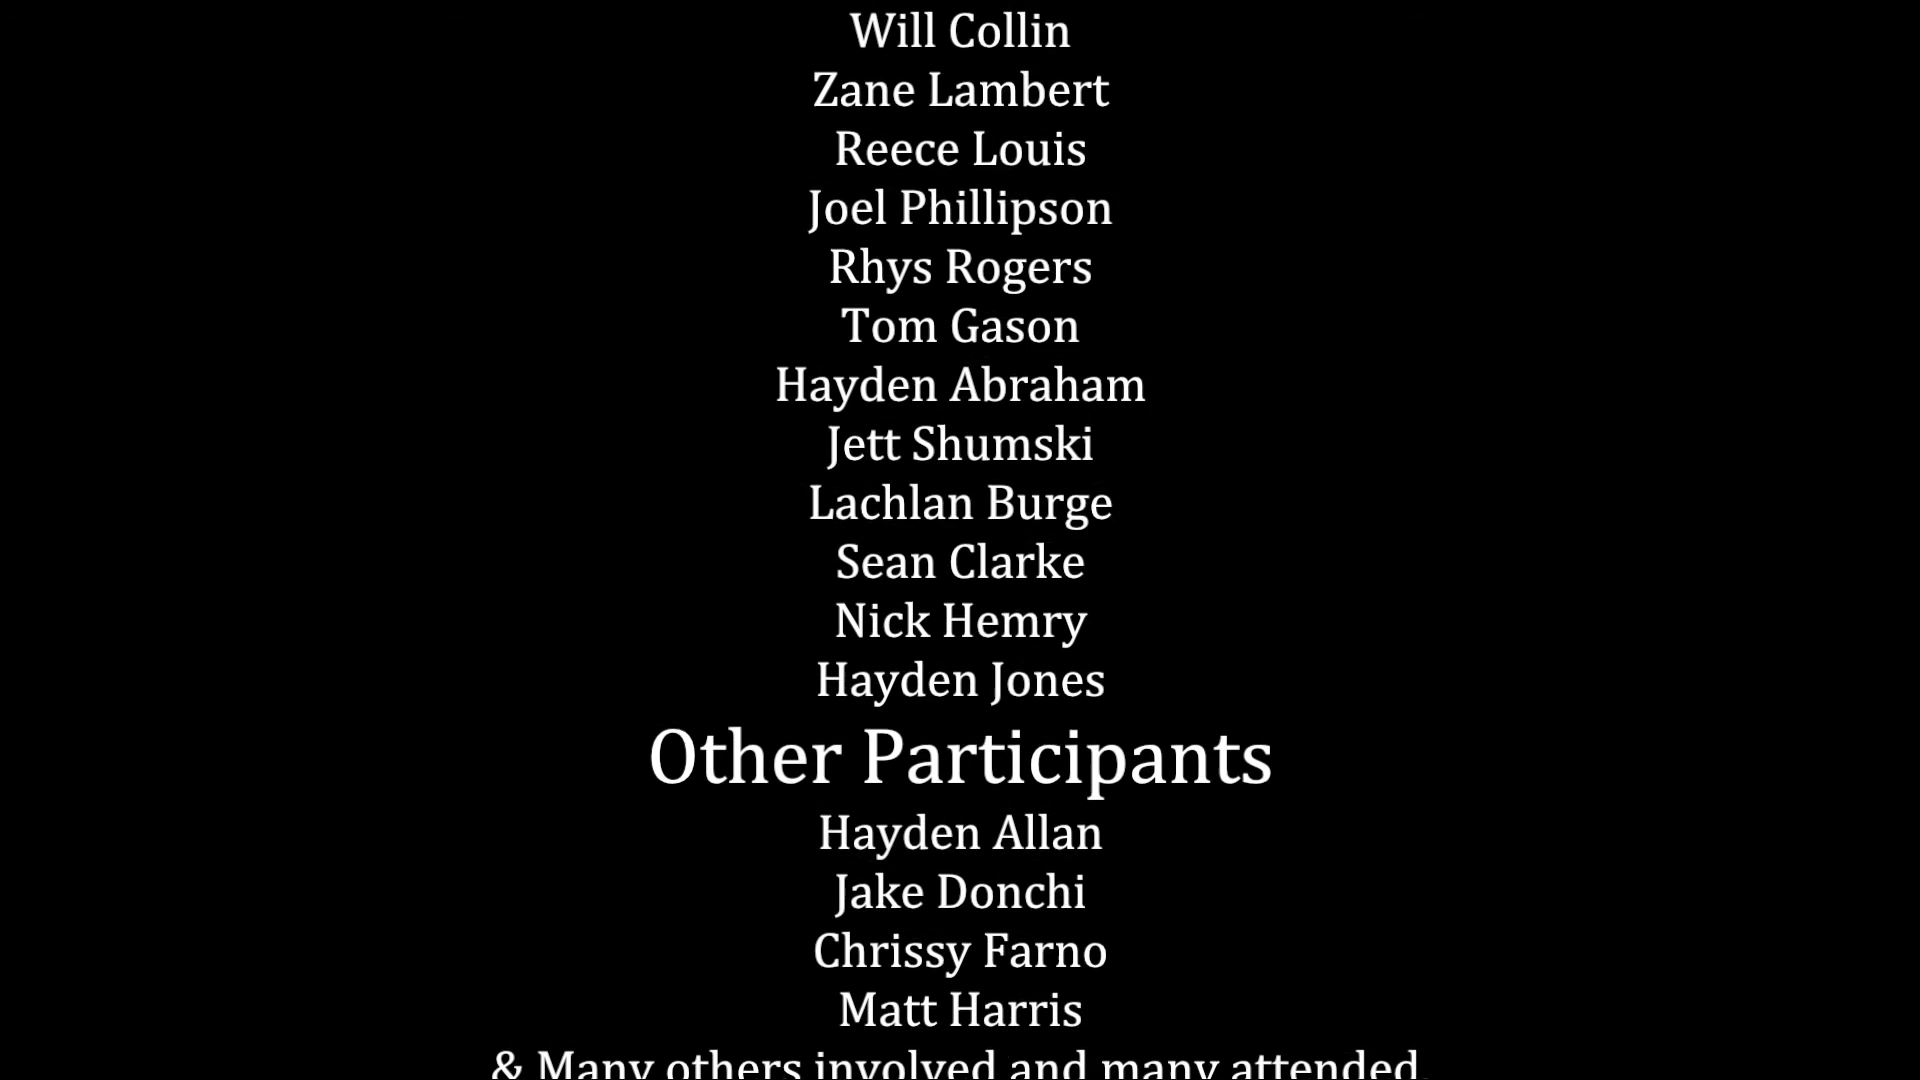 Will Collin
Zane Lambert
Reece Louis
Joel Phillipson
Rhys Rogers
Tom Gason
Hayden Abraham
Jett Shumski
Lachlan Burge
Sean Clarke
Nick Hemry
Hayden Jones
Other Participants
Hayden Allan
Jake Donchi
Chrissy Farno
Matt Harris
& Many others involved and many attended.